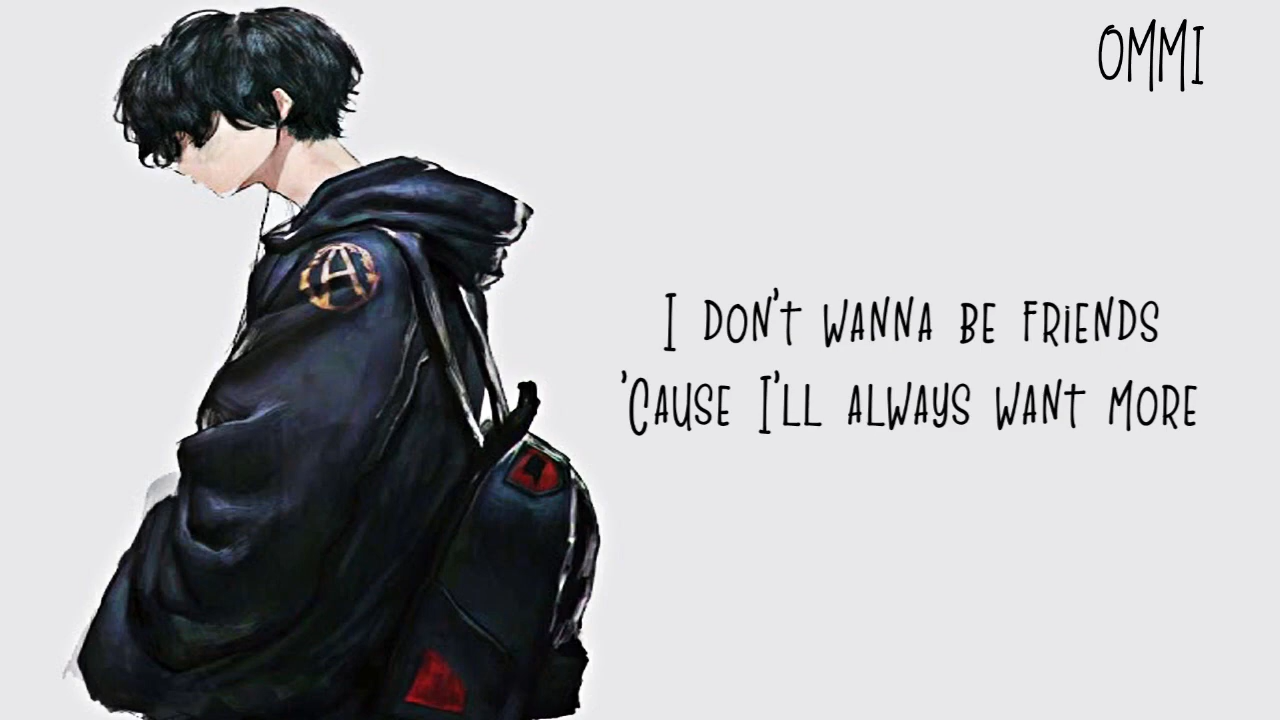 OMMI
A
I DON'T WANNA BE FRIENDS
'CAUSE I'LL ALWAYS WANT MORE